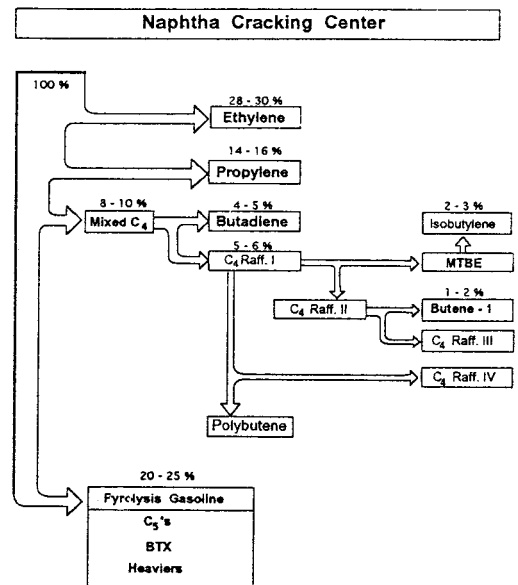 Naphtha Cracking Center
100 %
28 - 30 %
Ethylene
14 - 16 %
Propylene
8 - 10 %
Mixed C4
4 - 5 %
Butadiene
2 - 3 %
Isobutylene
5 - 6 %
C4 Raff. I
MTBE
1 - 2 %
C4 Raff. II
Butene - 1
C4 Raff. III
C4 Raff. IV
Polybutene
20 - 25 %
Fyrolysis Gasoline
C5's
BTX
Heaviers